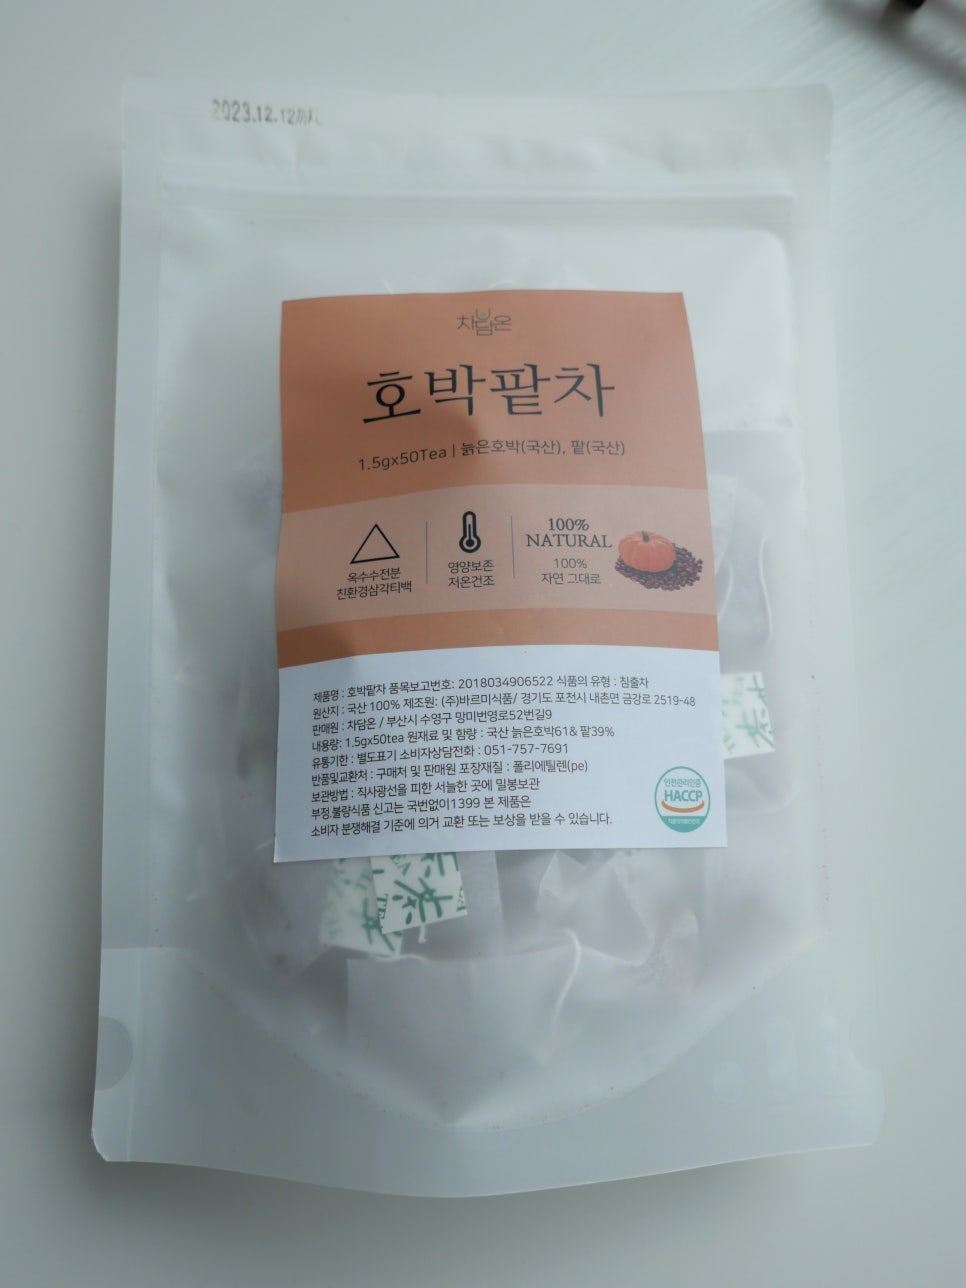 2023.12.12까지
차담온
호박팥차
1.5gx50Tea | 늙은호박(국산), 팥(국산)
옥수수전분
친환경삼각티백
영양보존
저온건조
100%
NATURAL
100%
자연 그대로
제품명 : 호박팥차 품목보고번호: 2018034906522 식품의 유형 : 침출차
원산지 : 국산 100% 제조원: (주)바르미식품/ 경기도 포천시 내촌면 금강로 2519-48
판매원 : 차담온 / 부산시 수영구 망미번영로52번길9
내용량: 1.5gx50tea 원재료 및 함량 : 국산 늙은호박61& 팥39%
유통기한 : 별도표기 소비자상담전화 : 051-757-7691
반품및교환처 : 구매처 및 판매원 포장재질 : 폴리에틸렌(pe)
보관방법 : 직사광선을 피한 서늘한 곳에 밀봉보관
부정.불량식품 신고는 국번없이1399 본 제품은
소비자 분쟁해결 기준에 의거 교환 또는 보상을 받을 수 있습니다.
안전관리인증
HACCP
茶